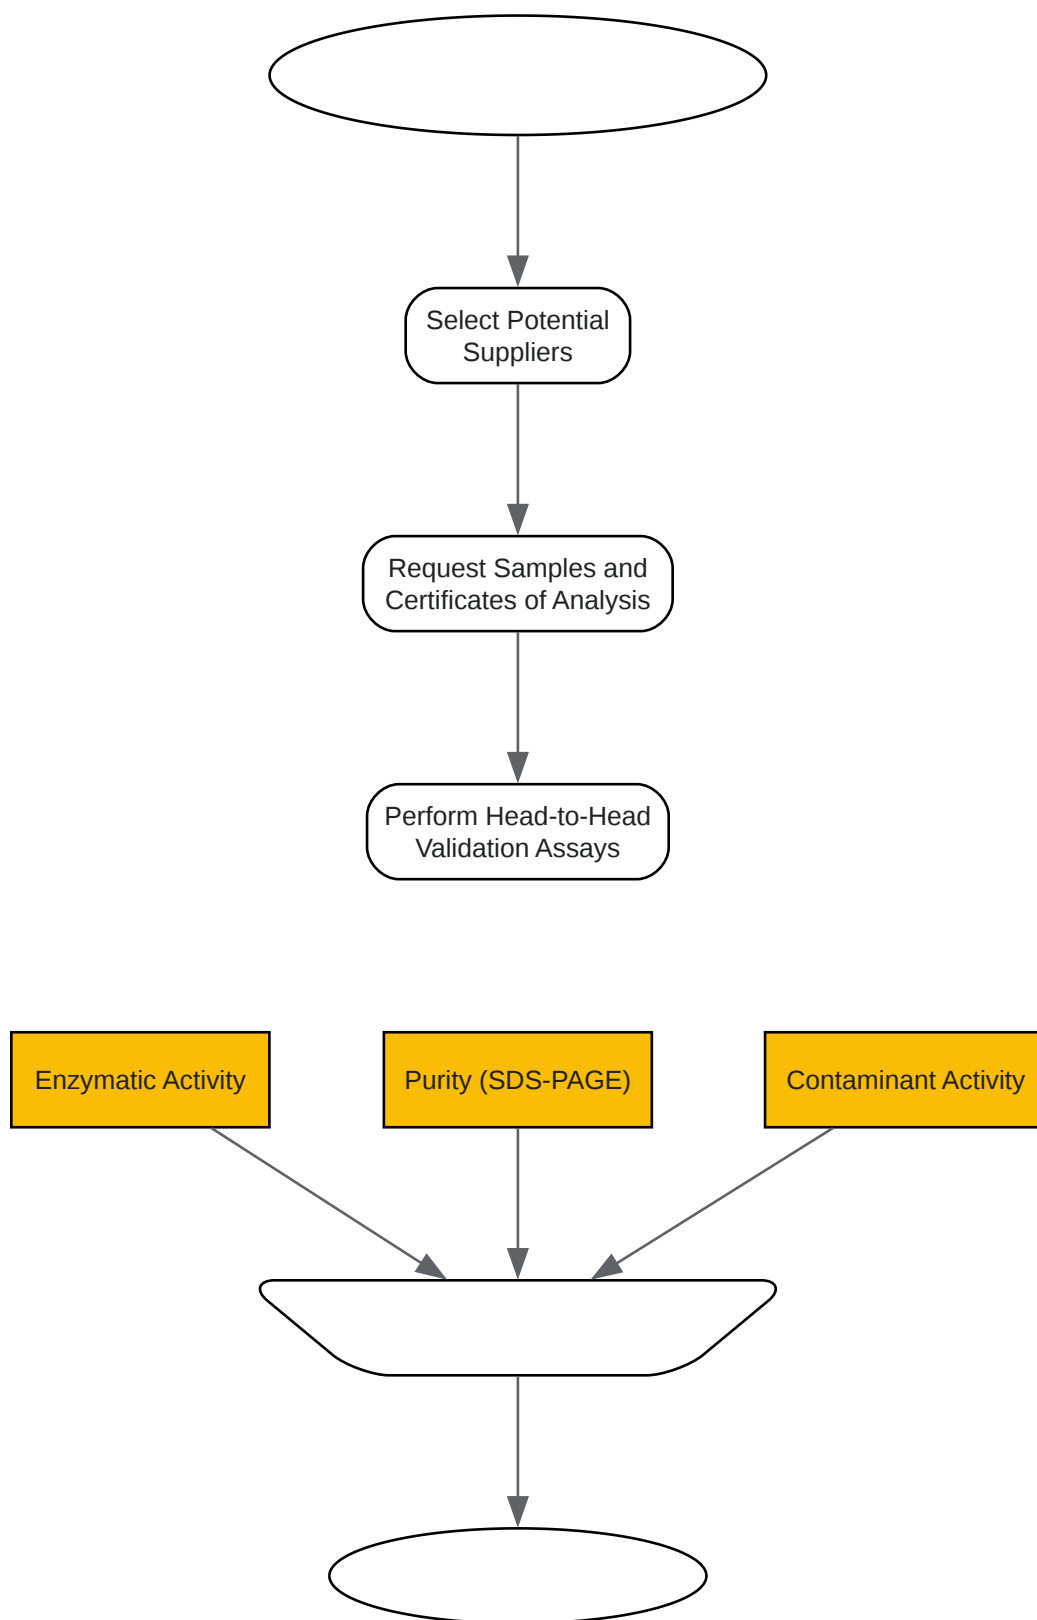 Select Potential
Suppliers
Request Samples and
Certificates of Analysis
Perform Head-to-Head
Validation Assays
Enzymatic Activity
Purity (SDS-PAGE)
Contaminant Activity